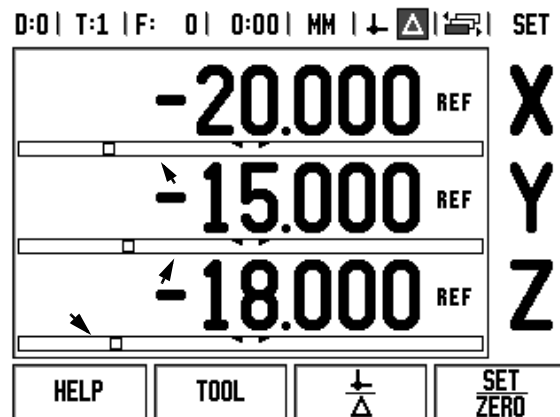 D:0 | T:1 | F: 0 | 0:00 | MM | Δ | | SET
-20.000 REF X
-15.000 REF Y
-18.000 REF Z
HELP TOOL Δ SET
ZERO